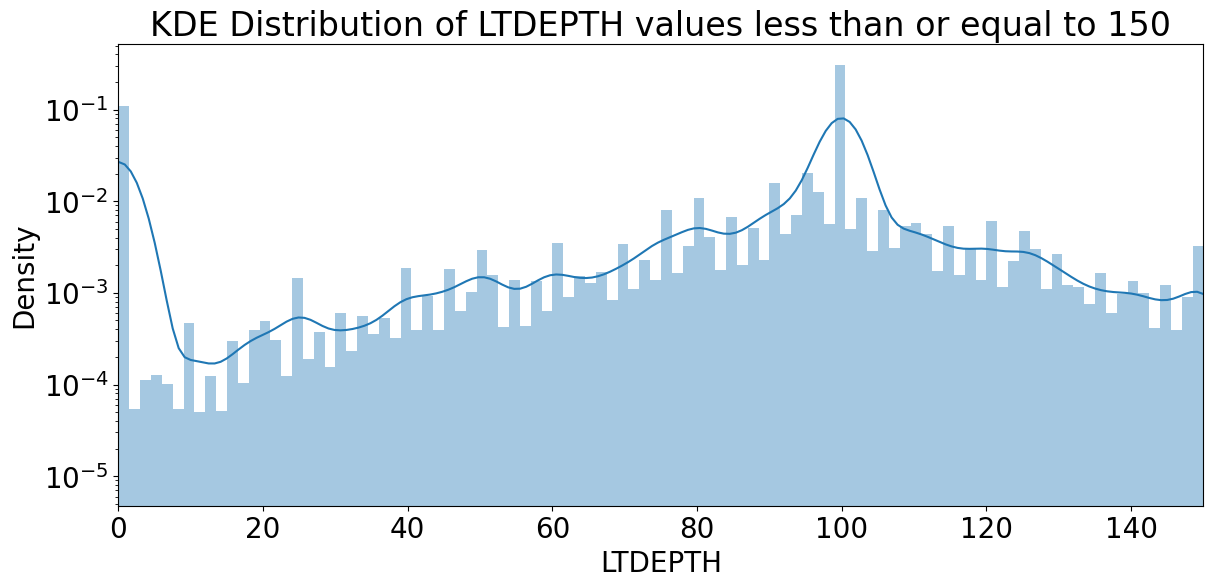 KDE Distribution of LTDEPTH values less than or equal to 150
Density
10⁻¹
10⁻²
10⁻³
10⁻⁴
10⁻⁵
0 20 40 60 80 100 120 140
LTDEPTH